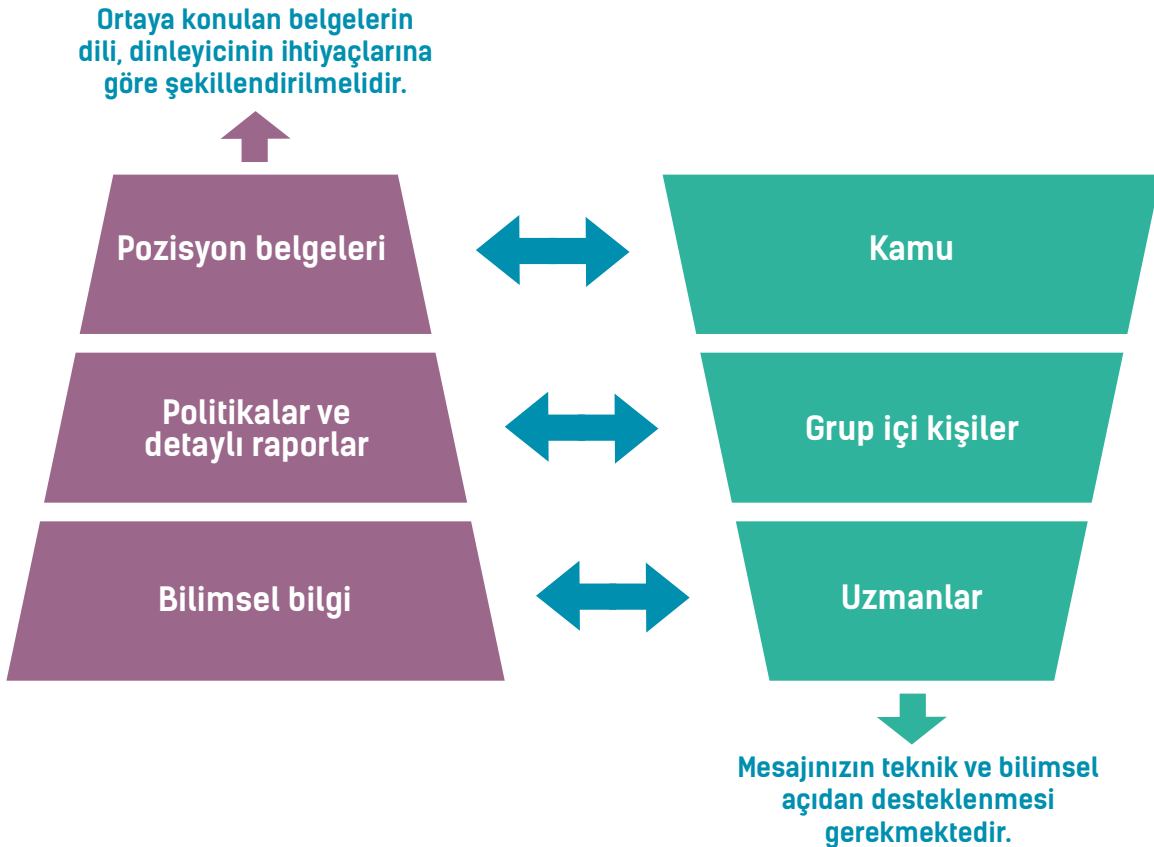 Ortaya konulan belgelerin
dili, dinleyicinin ihtiyaçlarına
göre şekillendirilmelidir.
Pozisyon belgeleri
Kamu
Politikalar ve
detaylı raporlar
Grup içi kişiler
Bilimsel bilgi
Uzmanlar
Mesajınızın teknik ve bilimsel
açıdan desteklenmesi
gerekmektedir.